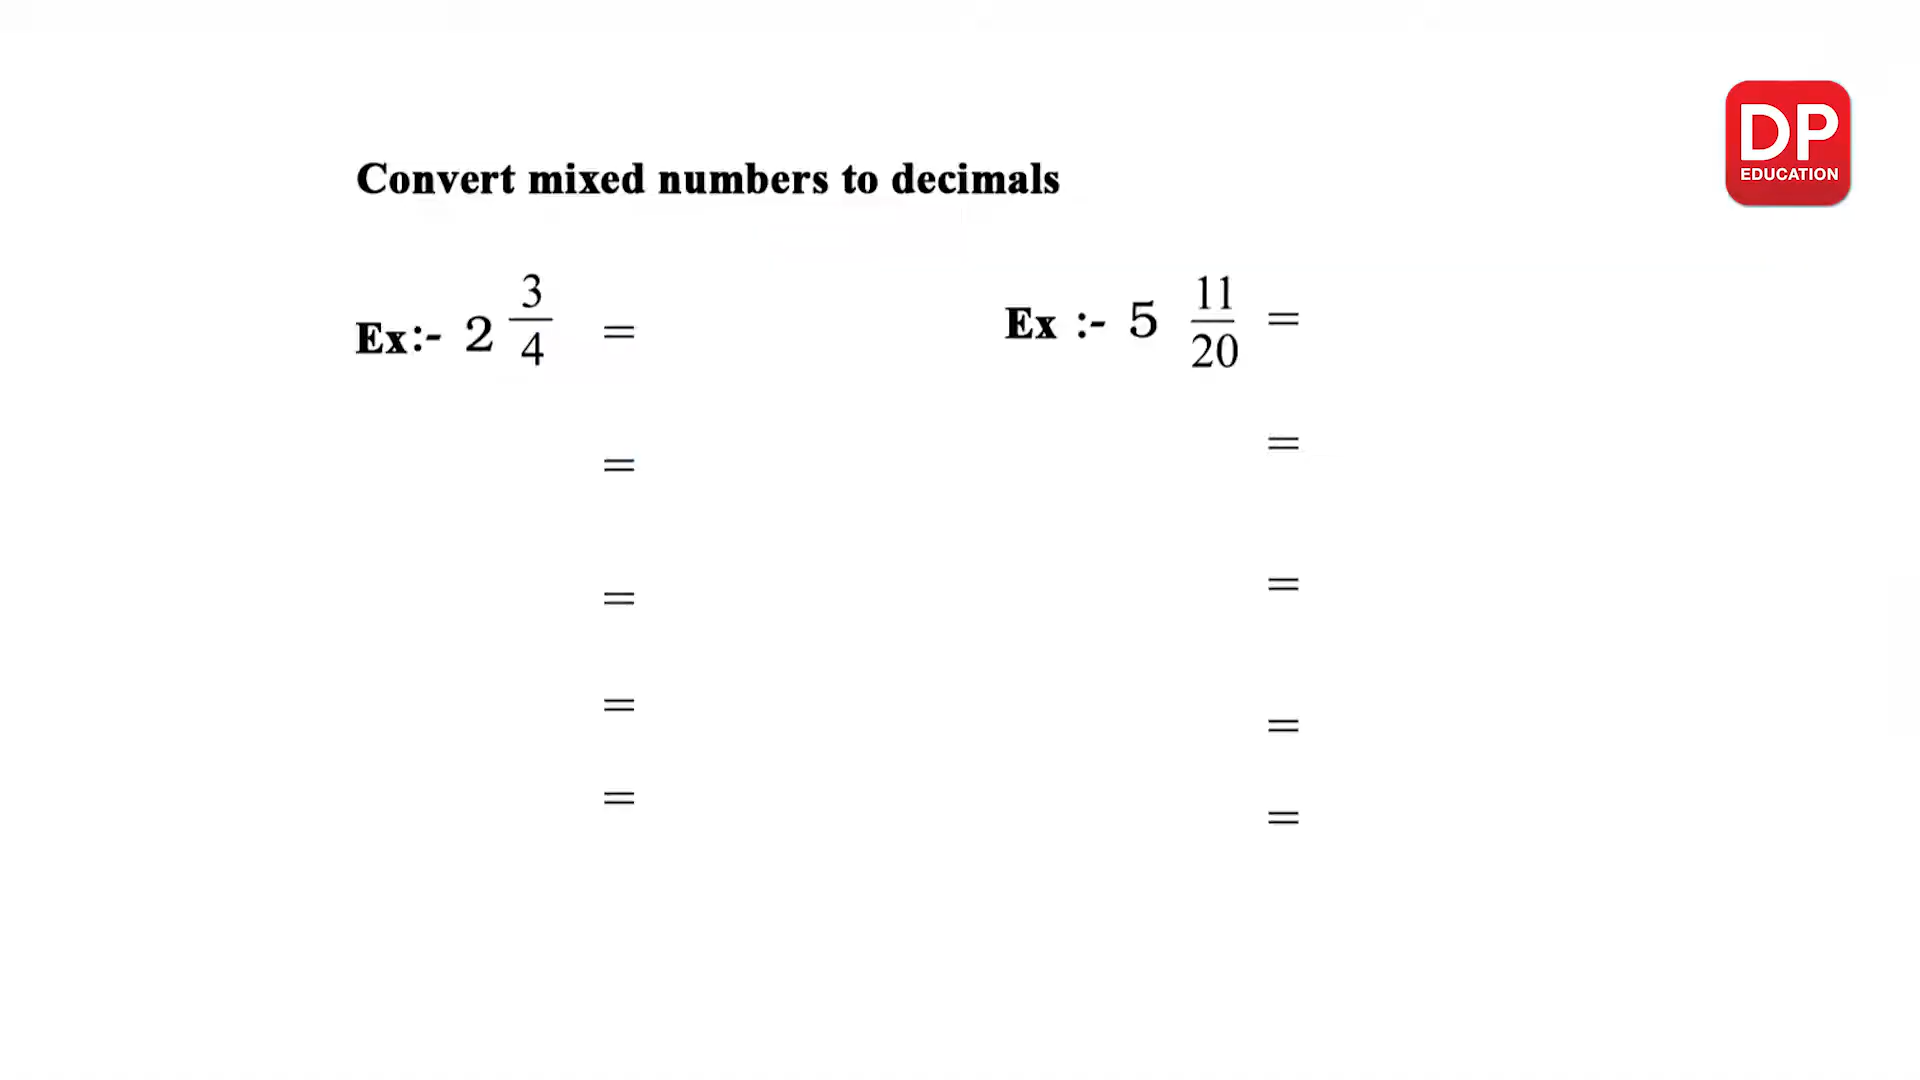 DP
EDUCATION
Convert mixed numbers to decimals
Ex:- 2 3/4 =
=
=
=
=
Ex :- 5 11/20 =
=
=
=
=